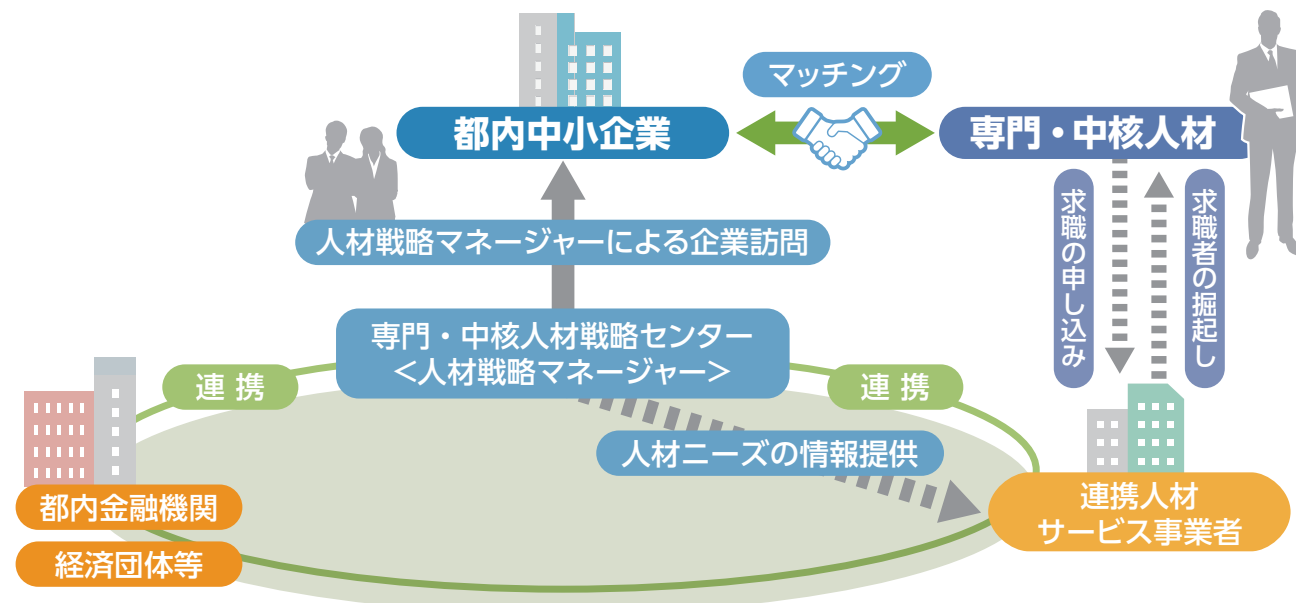 マッチング
都内中小企業
専門・中核人材
人材戦略マネージャーによる企業訪問
求職の申し込み
求職者の掘起し
専門・中核人材戦略センター
＜人材戦略マネージャー＞
連 携
連 携
人材ニーズの情報提供
都内金融機関
経済団体等
連携人材
サービス事業者